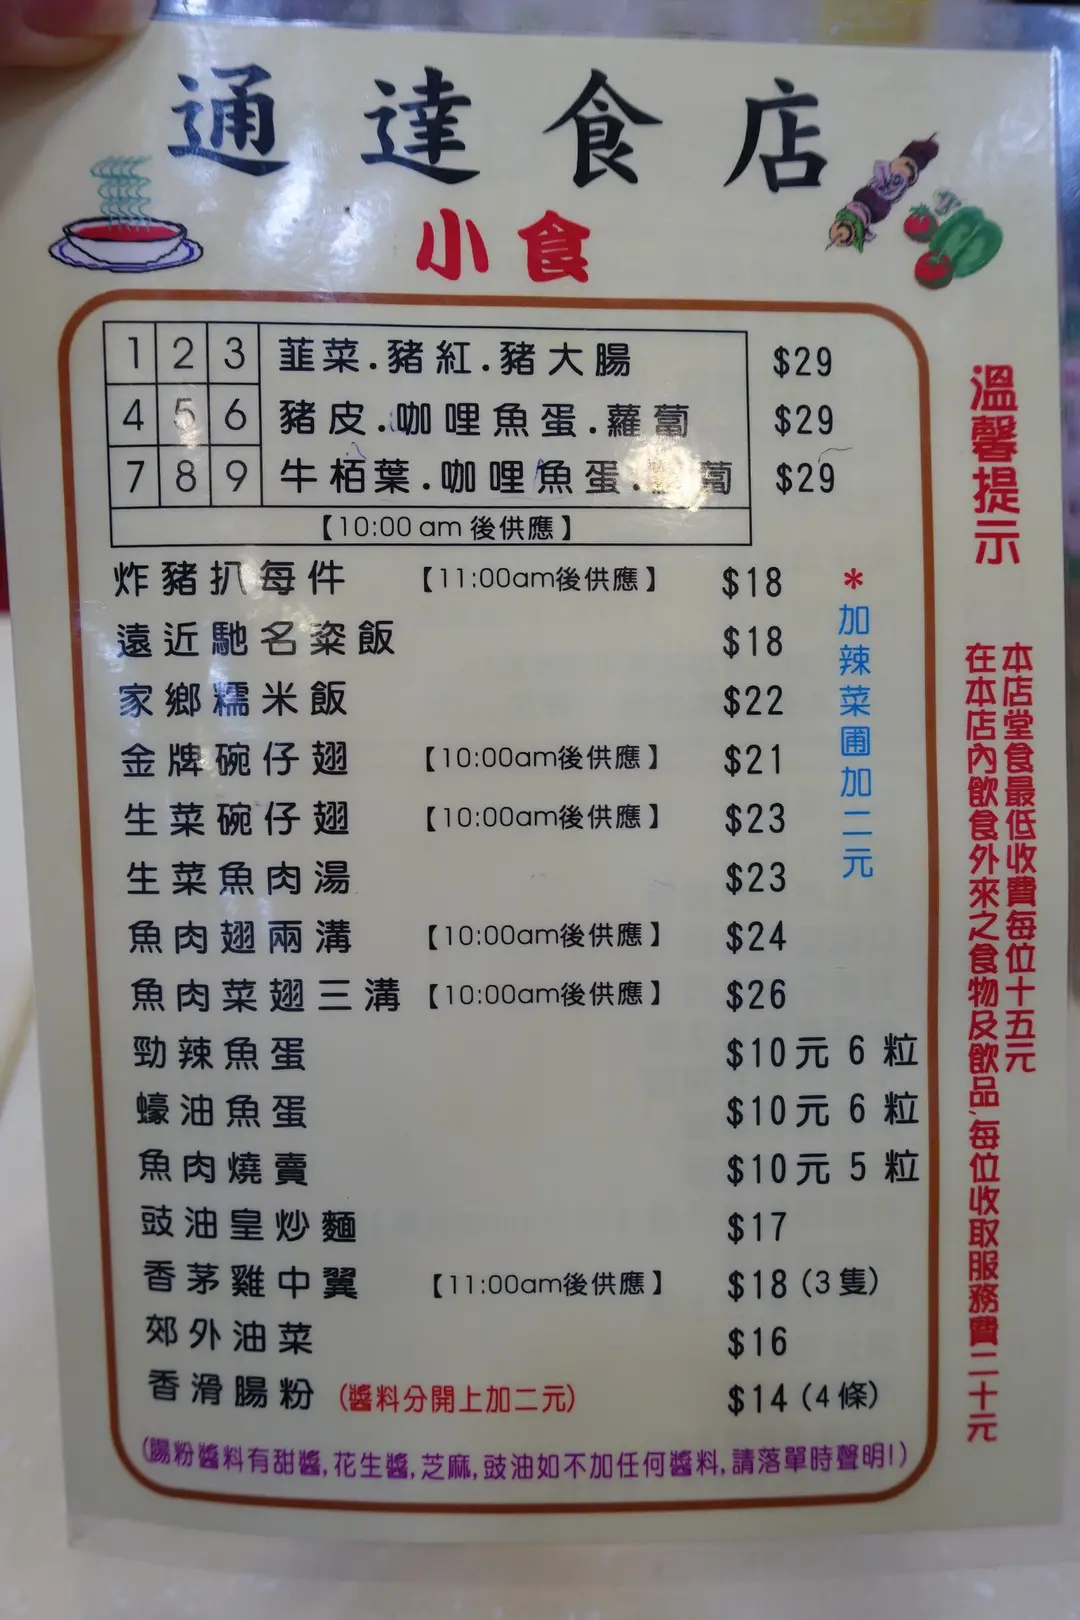 通達食店
小食
1 2 3 韮菜.豬紅.豬大腸 $29
4 5 6 豬皮.咖哩魚蛋.蘿蔔 $29
7 8 9 牛栢葉.咖哩魚蛋. 蔔 $29
【10:00 am 後供應】
炸豬扒每件 【11:00am後供應】 $18
遠近馳名粢飯 $18
家鄉糯米飯 $22
金牌碗仔翅 【10:00am後供應】 $21
生菜碗仔翅 【10:00am後供應】 $23
生菜魚肉湯 $23
魚肉翅兩溝 【10:00am後供應】 $24
魚肉菜翅三溝 【10:00am後供應】 $26
勁辣魚蛋 $10元 6 粒
蠔油魚蛋 $10元 6 粒
魚肉燒賣 $10元 5 粒
豉油皇炒麵 $17
香茅雞中翼 【11:00am後供應】 $18 (3隻)
郊外油菜 $16
香滑腸粉 (醬料分開上加二元) $14 (4條)
(腸粉醬料有甜醬,花生醬,芝麻,豉油如不加任何醬料,請落單時聲明!)
*加辣菜圃加二元
溫馨提示
本店堂食最低收費每位十五元
在本店內飲食外來之食物及飲品、每位收取服務費二十元